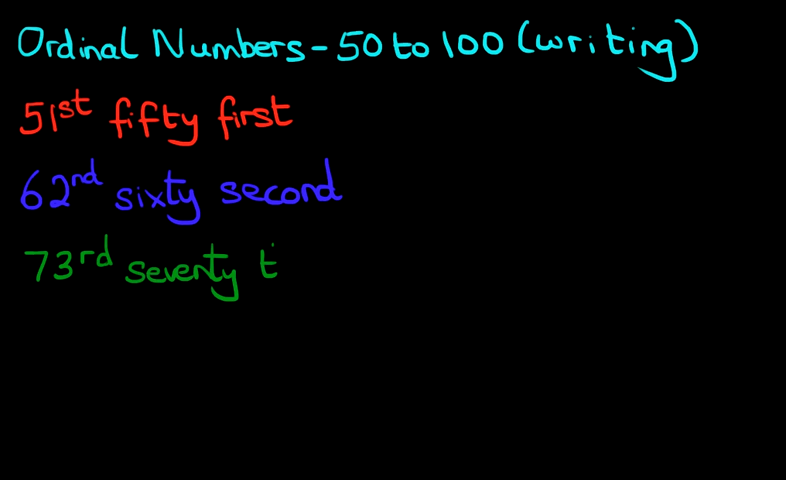 Ordinal Numbers - 50 to 100 (writing)
51st fifty first
62nd sixty second
73rd seventy t